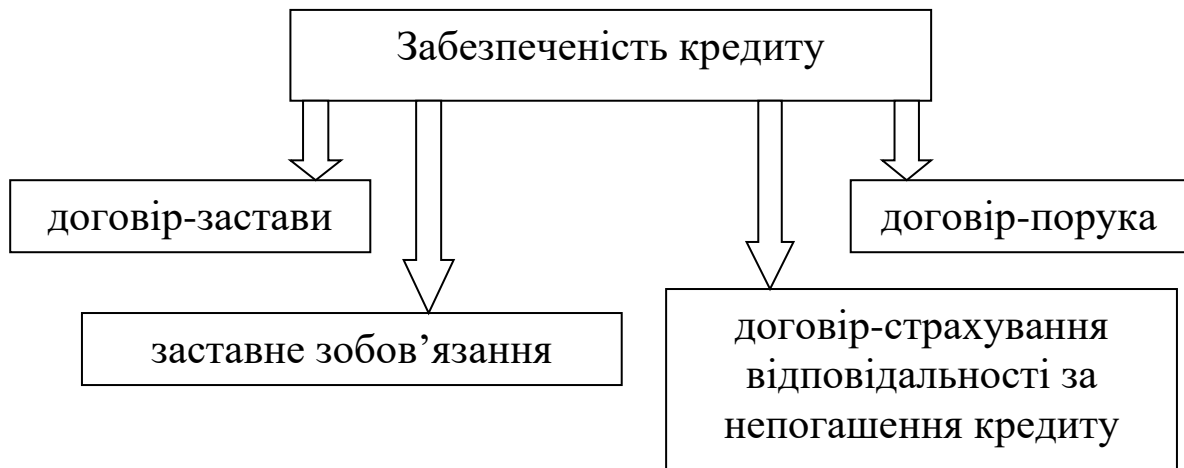 Забезпеченість кредиту
договір-застави
договір-порука
заставне зобов’язання
договір-страхування
відповідальності за
непогашення кредиту